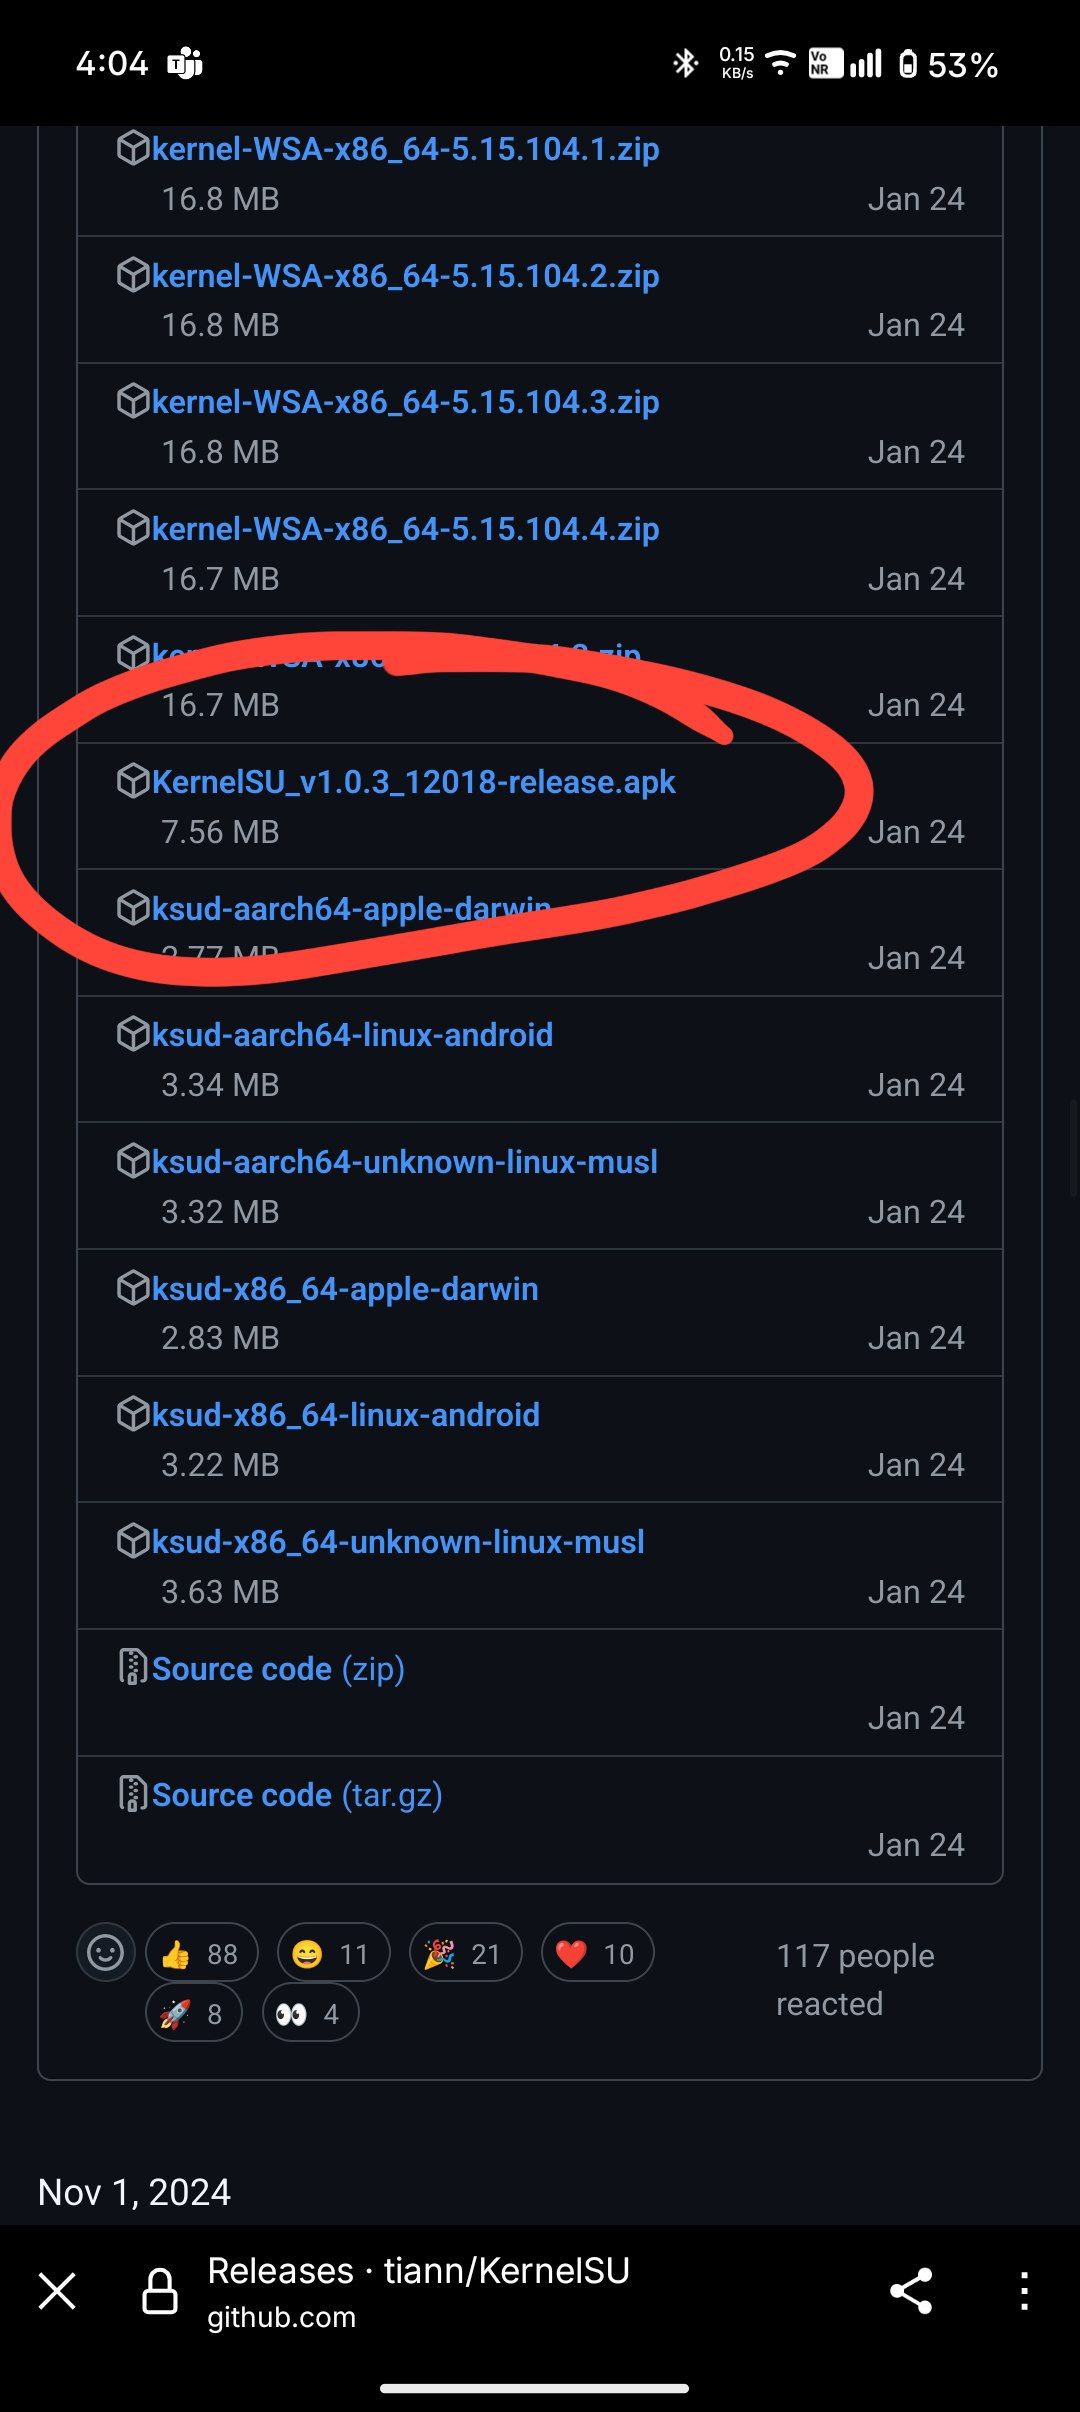 4:04
0.15 KB/s
Vo NR
53%
kernel-WSA-x86_64-5.15.104.1.zip
16.8 MB Jan 24
kernel-WSA-x86_64-5.15.104.2.zip
16.8 MB Jan 24
kernel-WSA-x86_64-5.15.104.3.zip
16.8 MB Jan 24
kernel-WSA-x86_64-5.15.104.4.zip
16.7 MB Jan 24
16.7 MB Jan 24
KernelSU_v1.0.3_12018-release.apk
7.56 MB Jan 24
ksud-aarch64-apple-darwin
2.77 MB Jan 24
ksud-aarch64-linux-android
3.34 MB Jan 24
ksud-aarch64-unknown-linux-musl
3.32 MB Jan 24
ksud-x86_64-apple-darwin
2.83 MB Jan 24
ksud-x86_64-linux-android
3.22 MB Jan 24
ksud-x86_64-unknown-linux-musl
3.63 MB Jan 24
Source code (zip)
Jan 24
Source code (tar.gz)
Jan 24
88 11 21 10 117 people
8 4 reacted
Nov 1, 2024
Releases · tiann/KernelSU
github.com